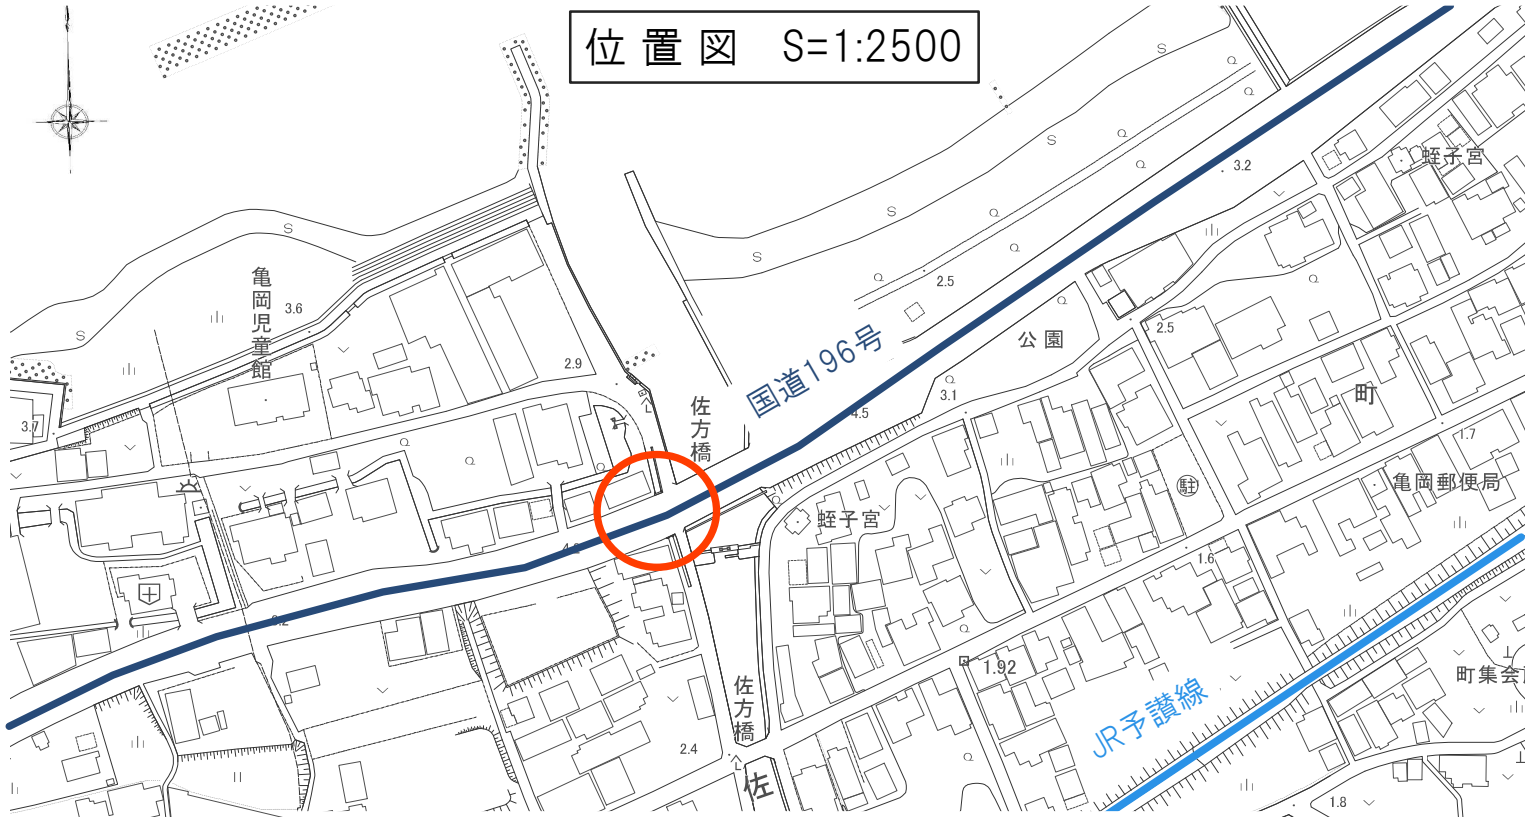 位置図 S=1:2500
S
Q
S
Q
Q
S
Q
3.2
蛭子宮
S
Q
S
Q
亀岡児童館
3.6
S
S
Q
2.5
Q
Q
公園
2.5
国道196号
2.9
佐方橋
4.5
Q
3.1
町
3.7
1.7
Q
Q
Q
駐
亀岡郵便局
Q
蛭子宮
1.6
Q
1.92
町集会
JR予讃線
佐方橋
2.4
Q
佐
1.8